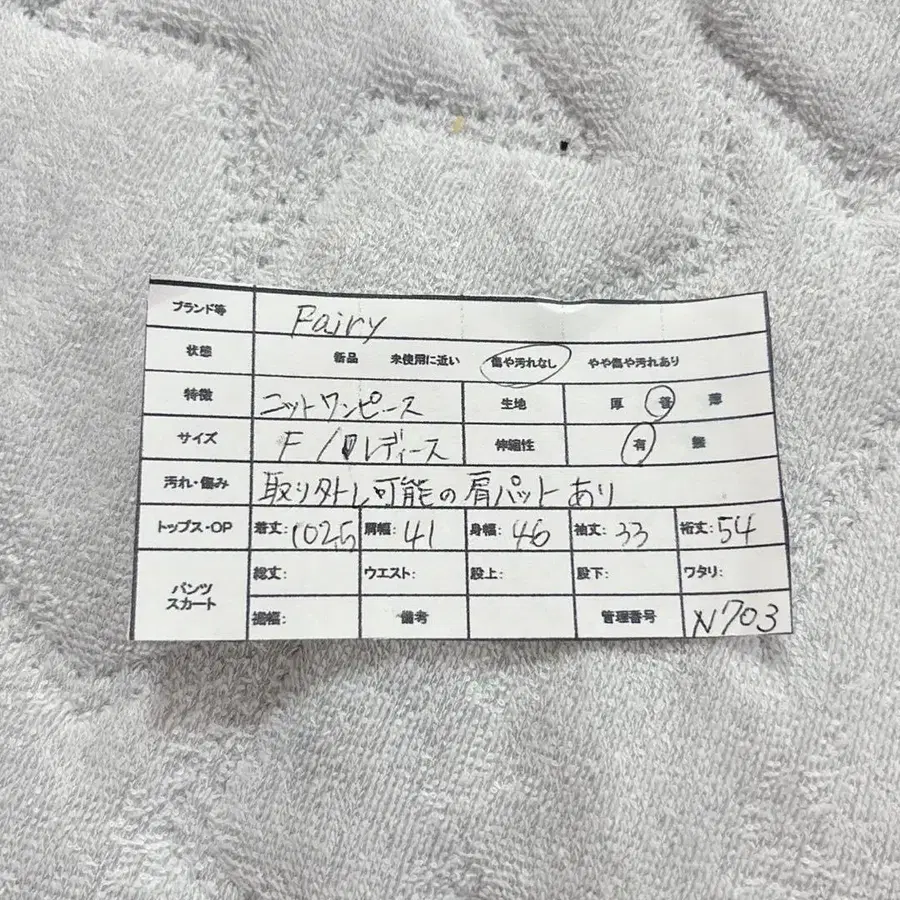 ブランド等 Fairy
状態 新品 未使用に近い 傷や汚れなし やや傷や汚れあり
特徴 ニットワンピース 生地 厚 普 薄
サイズ F / レディース 伸縮性 有 無
汚れ・傷み 取り外し可能の肩パットあり
トップス・OP 着丈: 102.5 肩幅: 41 身幅: 46 袖丈: 33 裄丈: 54
パンツ スカート 総丈: ウエスト: 股上: 股下: ワタリ:
裾幅: 備考 管理番号 N703